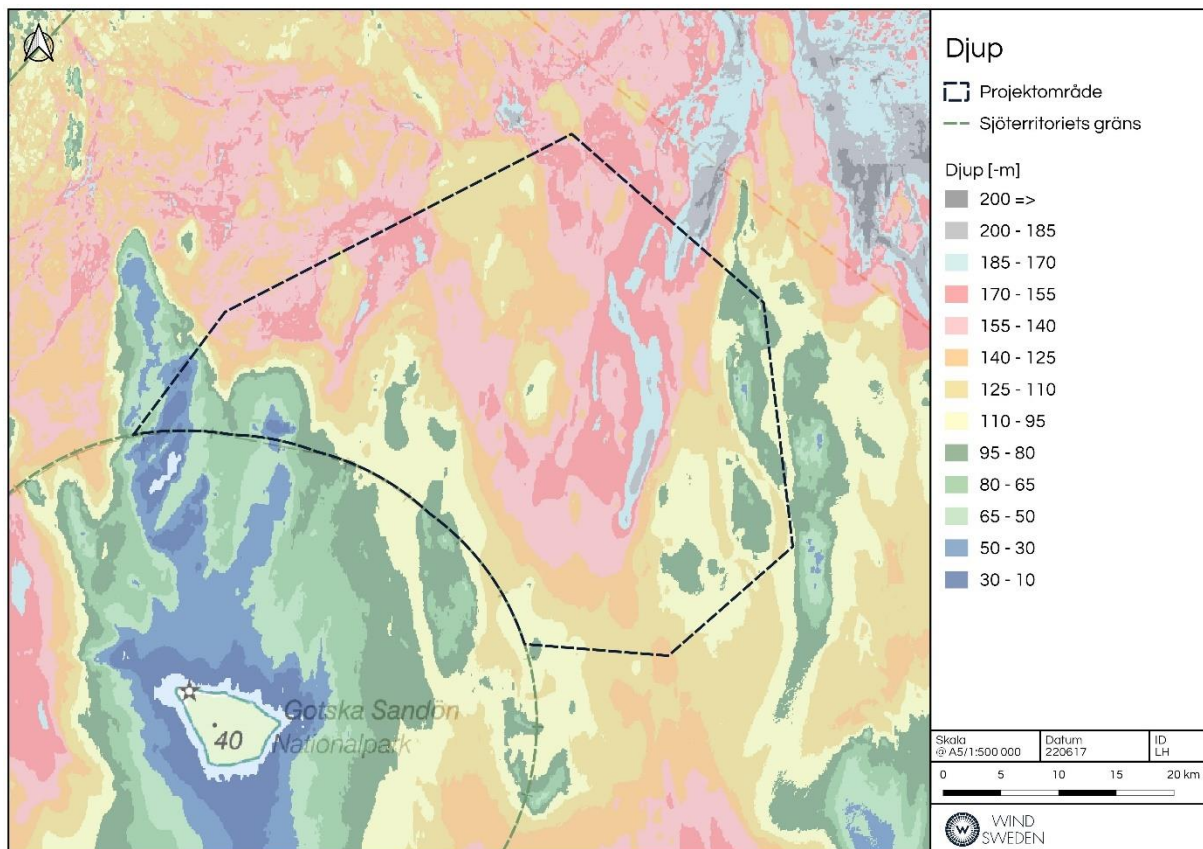 Djup
Projektområde
Sjöterritoriets gräns
Djup [-m]
200 =>
200 - 185
185 - 170
170 - 155
155 - 140
140 - 125
125 - 110
110 - 95
95 - 80
80 - 65
65 - 50
50 - 30
30 - 10
Gotska Sandön
Nationalpark
40
Skala
@ A5/1:500 000
Datum
220617
ID
LH
0 5 10 15 20 km
W
WIND
SWEDEN